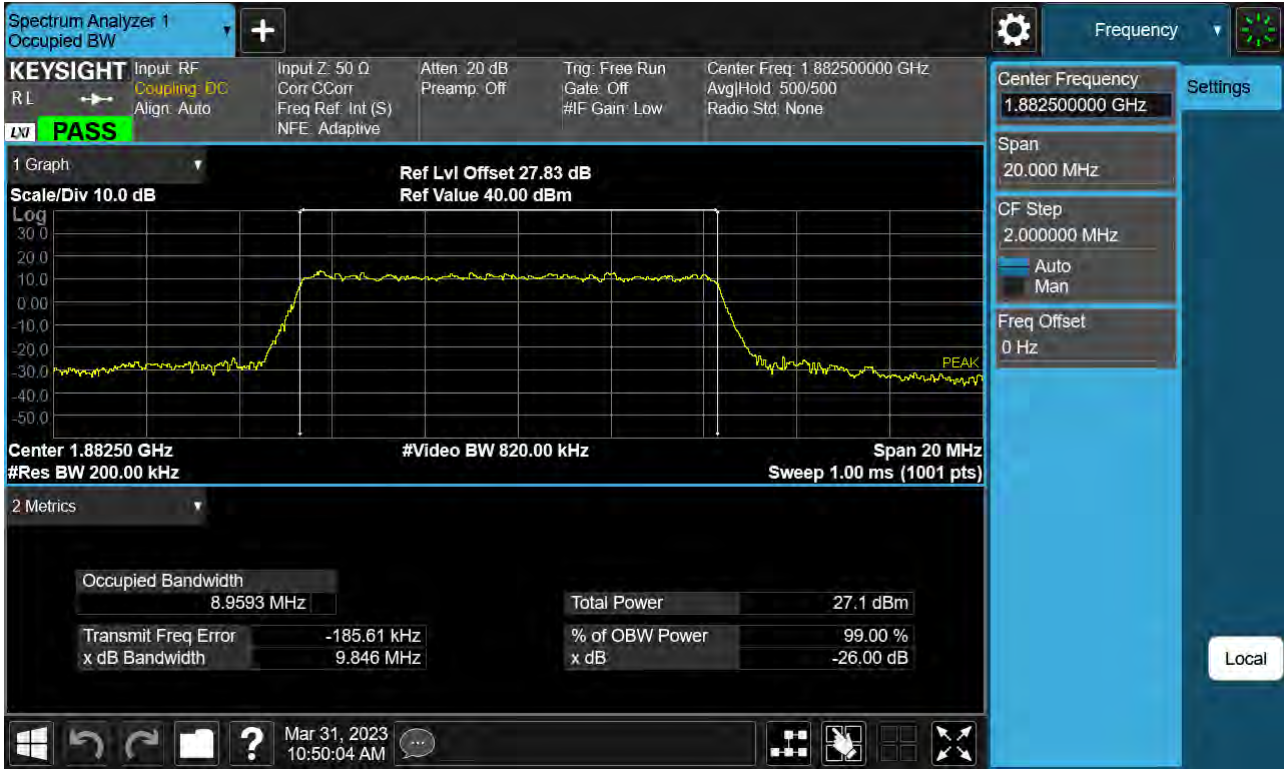 Spectrum Analyzer 1
Occupied BW
+
Frequency
KEYSIGHT
R L
LXI
PASS
Input: RF
Coupling: DC
Align: Auto
Input Z: 50 Ω
Corr CCorr
Freq Ref: Int (S)
NFE: Adaptive
Atten: 20 dB
Preamp: Off
Trig: Free Run
Gate: Off
#IF Gain: Low
Center Freq: 1.882500000 GHz
Avg|Hold: 500/500
Radio Std: None
Center Frequency
1.882500000 GHz
Settings
Span
20.000 MHz
CF Step
2.000000 MHz
Auto
Man
Freq Offset
0 Hz
Local
1 Graph
Scale/Div 10.0 dB
Ref Lvl Offset 27.83 dB
Ref Value 40.00 dBm
Log
30.0
20.0
10.0
0.00
-10.0
-20.0
-30.0
-40.0
-50.0
PEAK
Center 1.88250 GHz
#Video BW 820.00 kHz
Span 20 MHz
#Res BW 200.00 kHz
Sweep 1.00 ms (1001 pts)
2 Metrics
Occupied Bandwidth
8.9593 MHz
Total Power 27.1 dBm
Transmit Freq Error -185.61 kHz
% of OBW Power 99.00 %
x dB Bandwidth 9.846 MHz
x dB -26.00 dB
?
Mar 31, 2023
10:50:04 AM